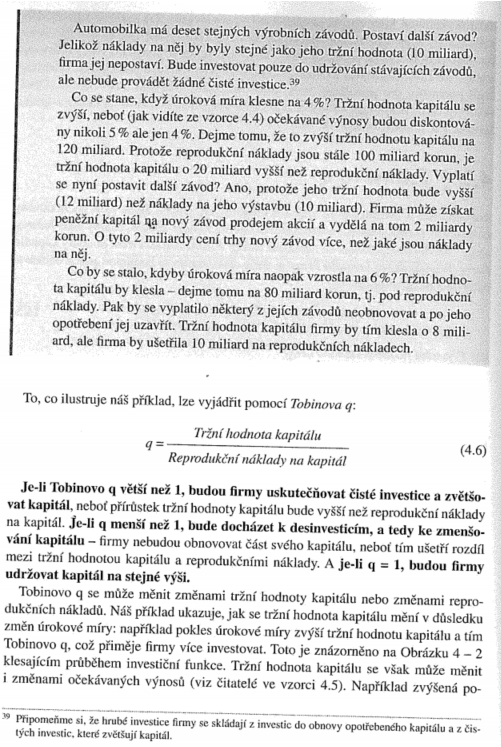 Automobilka má deset stejných výrobních závodů. Postaví další závod?
Jelikož náklady na něj by byly stejné jako jeho tržní hodnota (10 miliard),
firma jej nepostaví. Bude investovat pouze do udržování stávajících závodů,
ale nebude provádět žádné čisté investice.³⁹
Co se stane, když úroková míra klesne na 4 %? Tržní hodnota kapitálu se
zvýší, neboť (jak vidíte ze vzorce 4.4) očekávané výnosy budou diskontová-
ny nikoli 5 % ale jen 4 %. Dejme tomu, že to zvýší tržní hodnotu kapitálu na
120 miliard. Protože reprodukční náklady jsou stále 100 miliard korun, je
tržní hodnota kapitálu o 20 miliard vyšší než reprodukční náklady. Vyplatí
se nyní postavit další závod? Ano, protože jeho tržní hodnota bude vyšší
(12 miliard) než náklady na jeho výstavbu (10 miliard). Firma může získat
peněžní kapitál na nový závod prodejem akcií a vydělá na tom 2 miliardy
korun. O tyto 2 miliardy cení trhy nový závod více, než jaké jsou náklady
na něj.
Co by se stalo, kdyby úroková míra naopak vzrostla na 6 %? Tržní hodno-
ta kapitálu by klesla – dejme tomu na 80 miliard korun, tj. pod reprodukční
náklady. Pak by se vyplatilo některý z jejích závodů neobnovovat a po jeho
opotřebení jej uzavřít. Tržní hodnota kapitálu firmy by tím klesla o 8 mili-
ard, ale firma by ušetřila 10 miliard na reprodukčních nákladech.
To, co ilustruje náš příklad, lze vyjádřit pomocí Tobinova q:
q = Tržní hodnota kapitálu
Reprodukční náklady na kapitál
(4.6)
Je-li Tobinovo q větší než 1, budou firmy uskutečňovat čisté investice a zvětšo-
vat kapitál, neboť přírůstek tržní hodnoty kapitálu bude vyšší než reprodukční náklady
na kapitál. Je-li q menší než 1, bude docházet k desinvesticím, a tedy ke zmenšo-
vání kapitálu – firmy nebudou obnovovat část svého kapitálu, neboť tím ušetří rozdíl
mezi tržní hodnotou kapitálu a reprodukčními náklady. A je-li q = 1, budou firmy
udržovat kapitál na stejné výši.
Tobinovo q se může měnit změnami tržní hodnoty kapitálu nebo změnami repro-
dukčních nákladů. Náš příklad ukazuje, jak se tržní hodnota kapitálu mění v důsledku
změn úrokové míry: například pokles úrokové míry zvýší tržní hodnotu kapitálu a tím
Tobinovo q, což přiměje firmy více investovat. Toto je znázorněno na Obrázku 4 – 2
klesajícím průběhem investiční funkce. Tržní hodnota kapitálu se však může měnit
i změnami očekávaných výnosů (viz čitatelé ve vzorci 4.5). Například zvýšená po-
³⁹ Připomeňme si, že hrubé investice firmy se skládají z investic do obnovy opotřebeného kapitálu a z čis-
tých investic, které zvětšují kapitál.